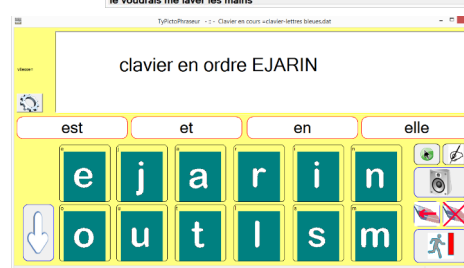 je voudrais me laver les mains
TyPictoPhraseur - :: - Clavier en cours =clavier-lettres bleues.dat
clavier en ordre EJARIN
est et en elle
e j a r i n
o u t l s m